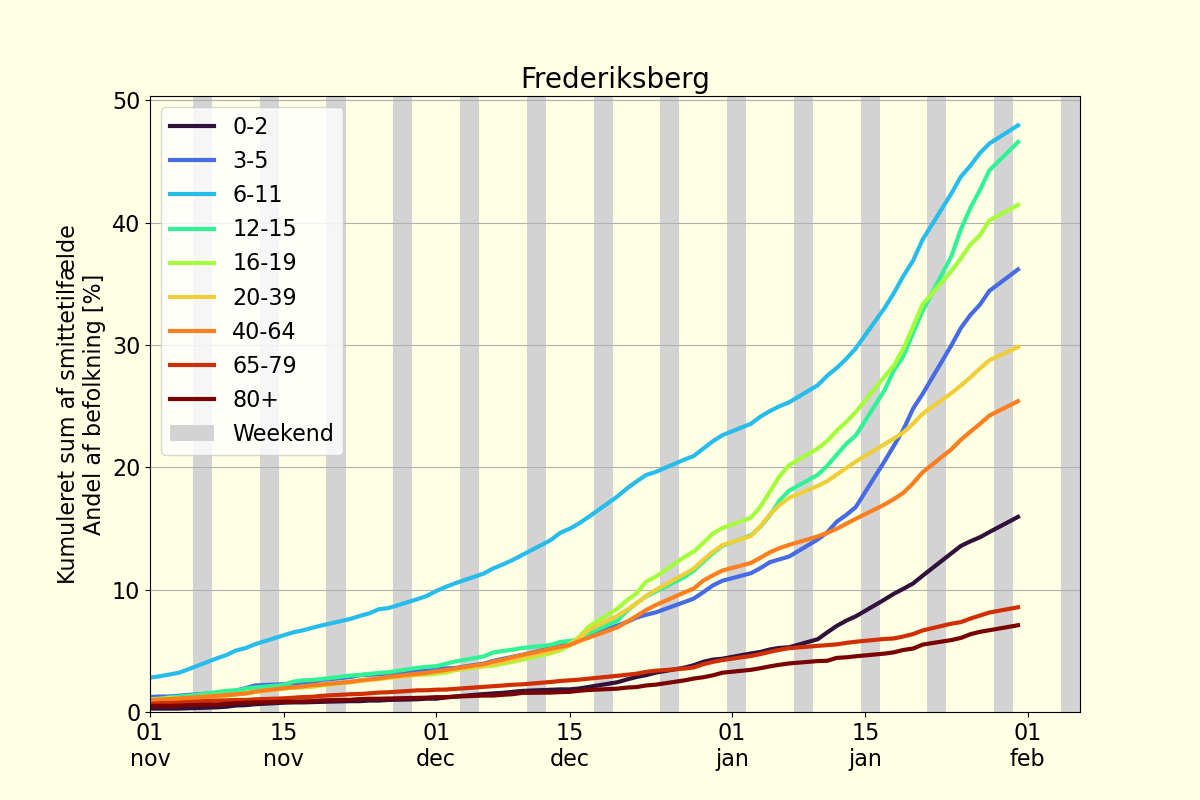 Frederiksberg
Kumuleret sum af smittetilfælde
Andel af befolkning [%]
50
40
30
20
10
0
0-2
3-5
6-11
12-15
16-19
20-39
40-64
65-79
80+
Weekend
01 15 01 15 01 15 01
nov nov dec dec jan jan feb